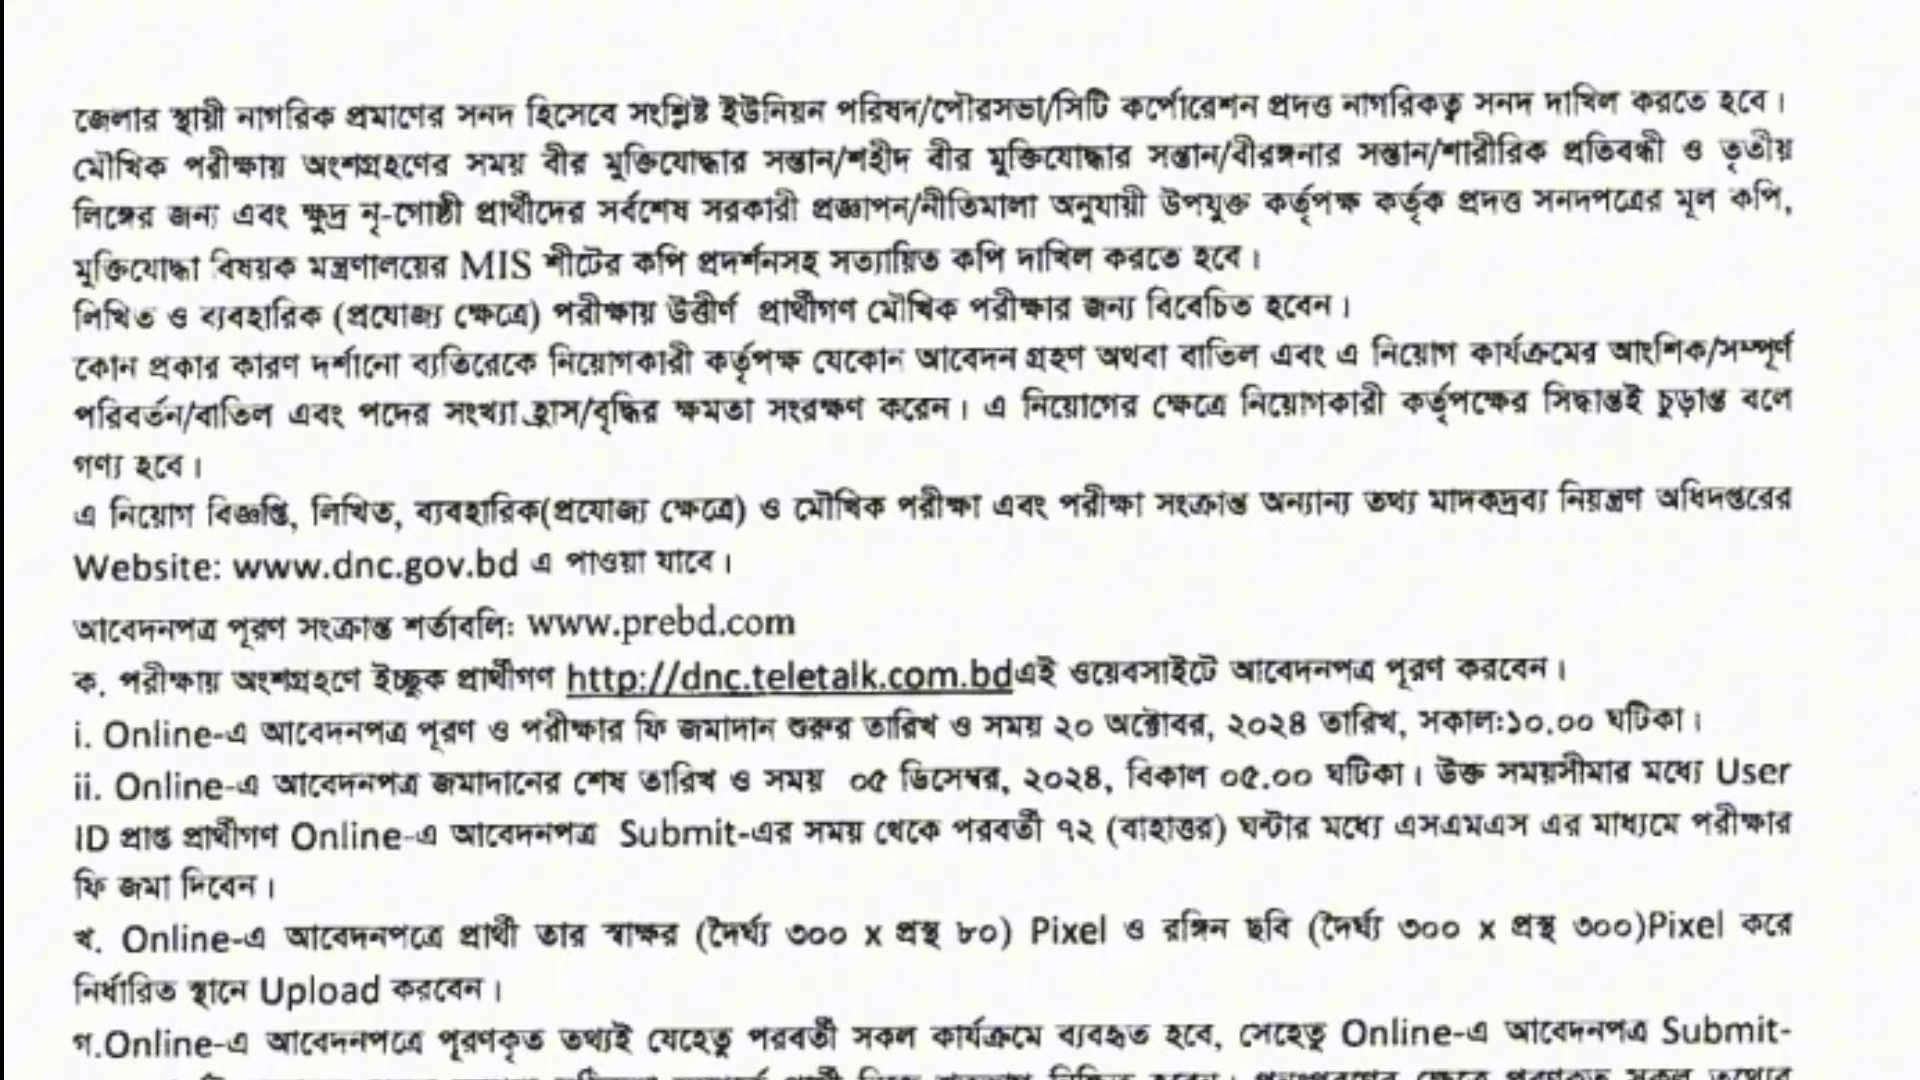 জেলার স্থায়ী নাগরিক প্রমাণের সনদ হিসেবে সংশ্লিষ্ট ইউনিয়ন পরিষদ/পৌরসভা/সিটি কর্পোরেশন প্রদত্ত নাগরিকত্ব সনদ দাখিল করতে হবে।
মৌখিক পরীক্ষায় অংশগ্রহণের সময় বীর মুক্তিযোদ্ধার সন্তান/শহীদ বীর মুক্তিযোদ্ধার সন্তান/বীরঙ্গনার সন্তান/শারীরিক প্রতিবন্ধী ও তৃতীয়
লিঙ্গের জন্য এবং ক্ষুদ্র নৃ-গোষ্ঠী প্রার্থীদের সর্বশেষ সরকারী প্রজ্ঞাপন/নীতিমালা অনুযায়ী উপযুক্ত কর্তৃপক্ষ কর্তৃক প্রদত্ত সনদপত্রের মূল কপি,
মুক্তিযোদ্ধা বিষয়ক মন্ত্রণালয়ের MIS শীটের কপি প্রদর্শনসহ সত্যায়িত কপি দাখিল করতে হবে।
লিখিত ও ব্যবহারিক (প্রযোজ্য ক্ষেত্রে) পরীক্ষায় উত্তীর্ণ প্রার্থীগণ মৌখিক পরীক্ষার জন্য বিবেচিত হবেন।
কোন প্রকার কারণ দর্শানো ব্যতিরেকে নিয়োগকারী কর্তৃপক্ষ যেকোন আবেদন গ্রহণ অথবা বাতিল এবং এ নিয়োগ কার্যক্রমের আংশিক/সম্পূর্ণ
পরিবর্তন/বাতিল এবং পদের সংখ্যা হ্রাস/বৃদ্ধির ক্ষমতা সংরক্ষণ করেন। এ নিয়োগের ক্ষেত্রে নিয়োগকারী কর্তৃপক্ষের সিদ্ধান্তই চুড়ান্ত বলে
গণ্য হবে।
এ নিয়োগ বিজ্ঞপ্তি, লিখিত, ব্যবহারিক(প্রযোজ্য ক্ষেত্রে) ও মৌখিক পরীক্ষা এবং পরীক্ষা সংক্রান্ত অন্যান্য তথ্য মাদকদ্রব্য নিয়ন্ত্রণ অধিদপ্তরের
Website: www.dnc.gov.bd এ পাওয়া যাবে।
আবেদনপত্র পূরণ সংক্রান্ত শর্তাবলি: www.prebd.com
ক. পরীক্ষায় অংশগ্রহণে ইচ্ছুক প্রার্থীগণ http://dnc.teletalk.com.bdএই ওয়েবসাইটে আবেদনপত্র পূরণ করবেন।
i. Online-এ আবেদনপত্র পূরণ ও পরীক্ষার ফি জমাদান শুরুর তারিখ ও সময় ২০ অক্টোবর, ২০২৪ তারিখ, সকাল:১০.০০ ঘটিকা।
ii. Online-এ আবেদনপত্র জমাদানের শেষ তারিখ ও সময় ০৫ ডিসেম্বর, ২০২৪, বিকাল ০৫.০০ ঘটিকা। উক্ত সময়সীমার মধ্যে User
ID প্রাপ্ত প্রার্থীগণ Online-এ আবেদনপত্র Submit-এর সময় থেকে পরবর্তী ৭২ (বাহাত্তর) ঘন্টার মধ্যে এসএমএস এর মাধ্যমে পরীক্ষার
ফি জমা দিবেন।
খ. Online-এ আবেদনপত্রে প্রার্থী তার স্বাক্ষর (দৈর্ঘ্য ৩০০ x প্রস্থ ৮০) Pixel ও রঙ্গিন ছবি (দৈর্ঘ্য ৩০০ x প্রস্থ ৩০০)Pixel করে
নির্ধারিত স্থানে Upload করবেন।
গ.Online-এ আবেদনপত্রে পূরণকৃত তথ্যই যেহেতু পরবর্তী সকল কার্যক্রমে ব্যবহৃত হবে, সেহেতু Online-এ আবেদনপত্র Submit-